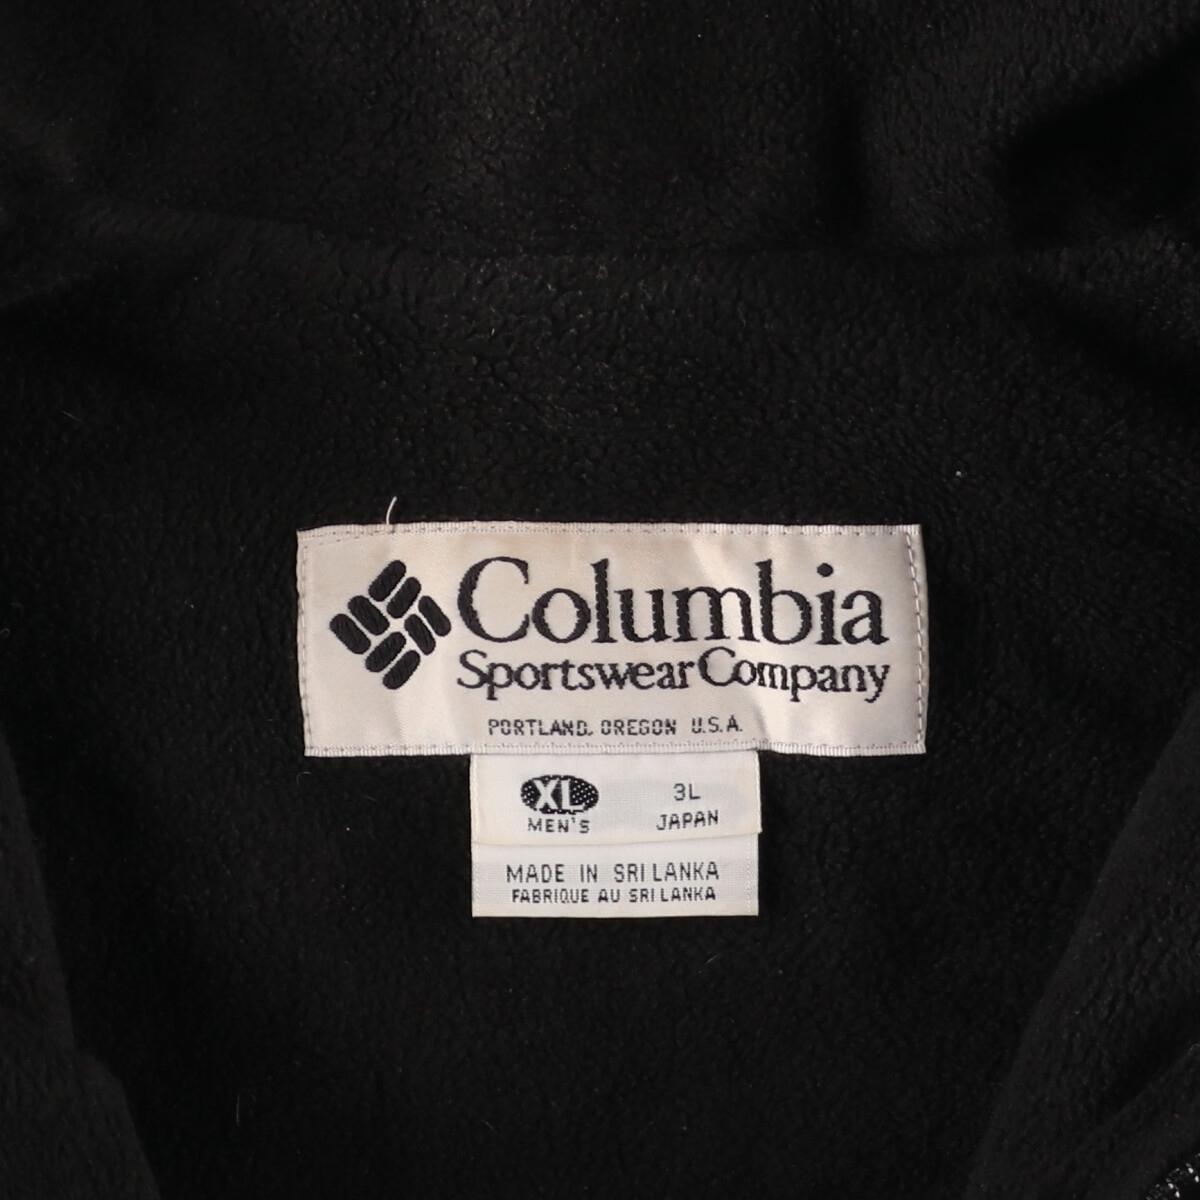 Columbia
Sportswear Company
PORTLAND, OREGON U.S.A.
XL 3L
MEN'S JAPAN
MADE IN SRI LANKA
FABRIQUE AU SRI LANKA